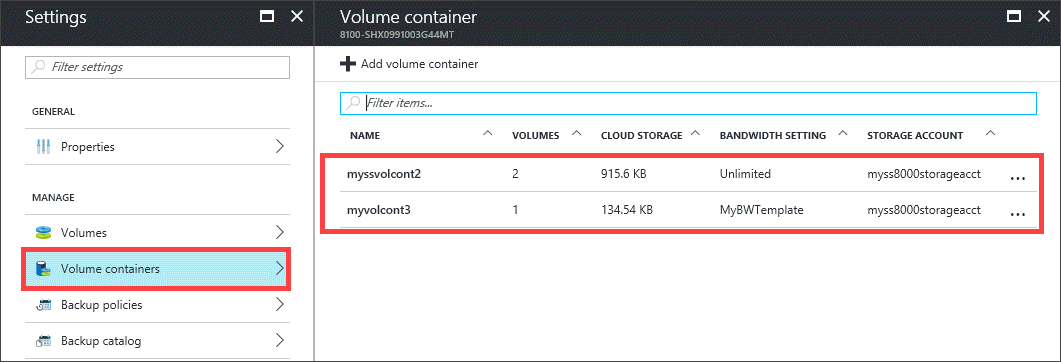 Settings
Filter settings
GENERAL
Properties
MANAGE
Volumes
Volume containers
Backup policies
Backup catalog
Volume container
8100-SHX0991003G44MT
Add volume container
Filter items...
NAME VOLUMES CLOUD STORAGE BANDWIDTH SETTING STORAGE ACCOUNT
myssvolcont2 2 915.6 KB Unlimited myss8000storageacct ...
myvolcont3 1 134.54 KB MyBWTemplate myss8000storageacct ...